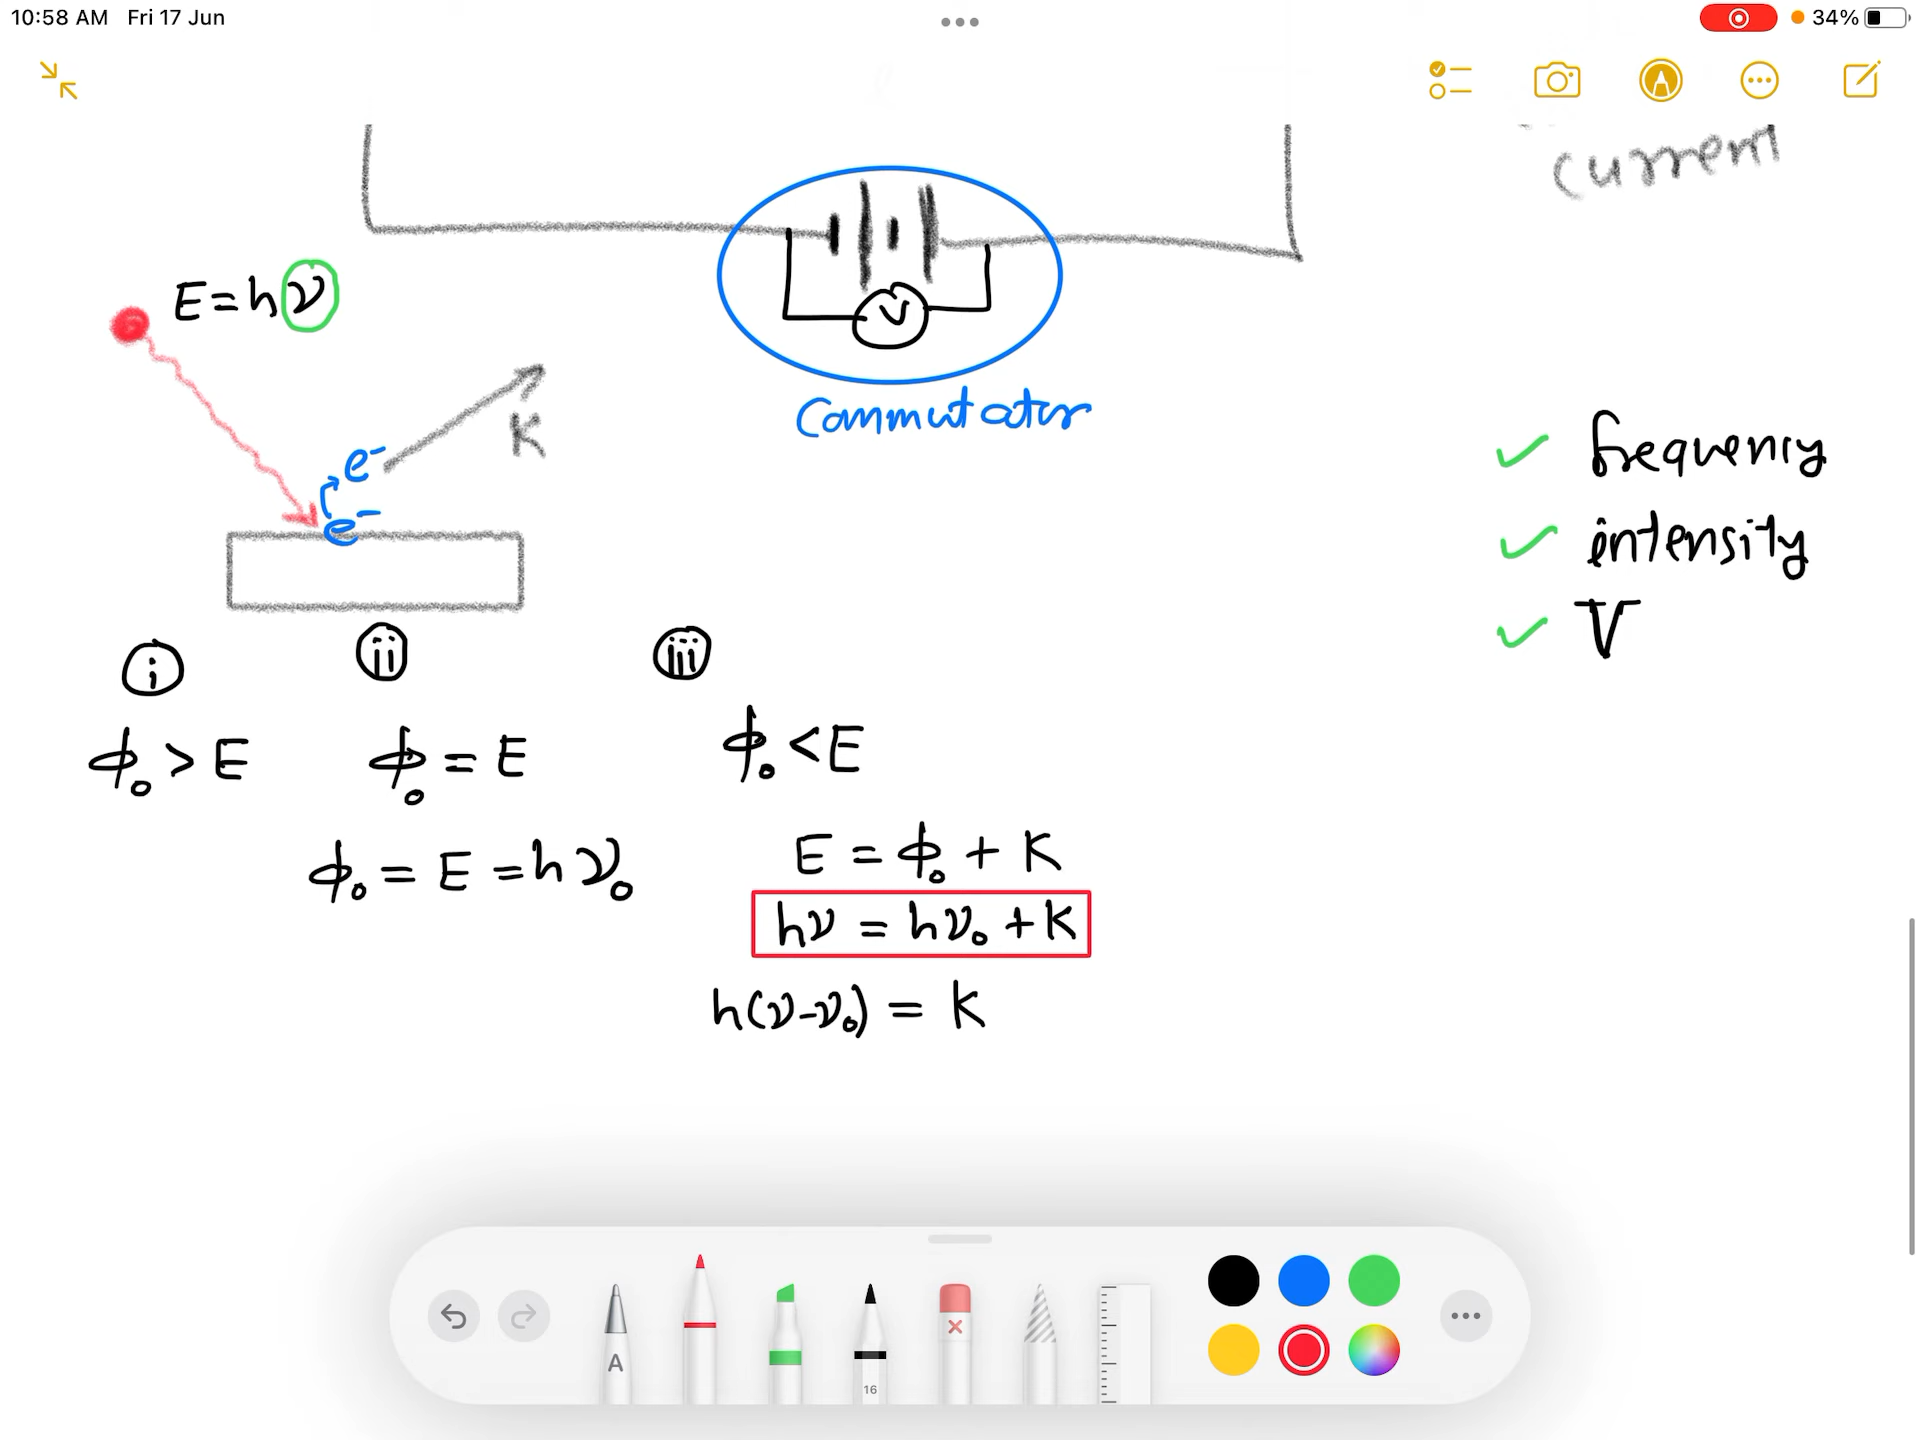 10:58 AM Fri 17 Jun
34%
current
E = hν
V
Commutator
K
e⁻
e⁻
frequency
intensity
V
i
ii
iii
ϕ₀ > E
ϕ₀ = E
ϕ₀ < E
ϕ₀ = E = hν₀
E = ϕ₀ + K
hν = hν₀ + K
h(ν-ν₀) = K
A
16